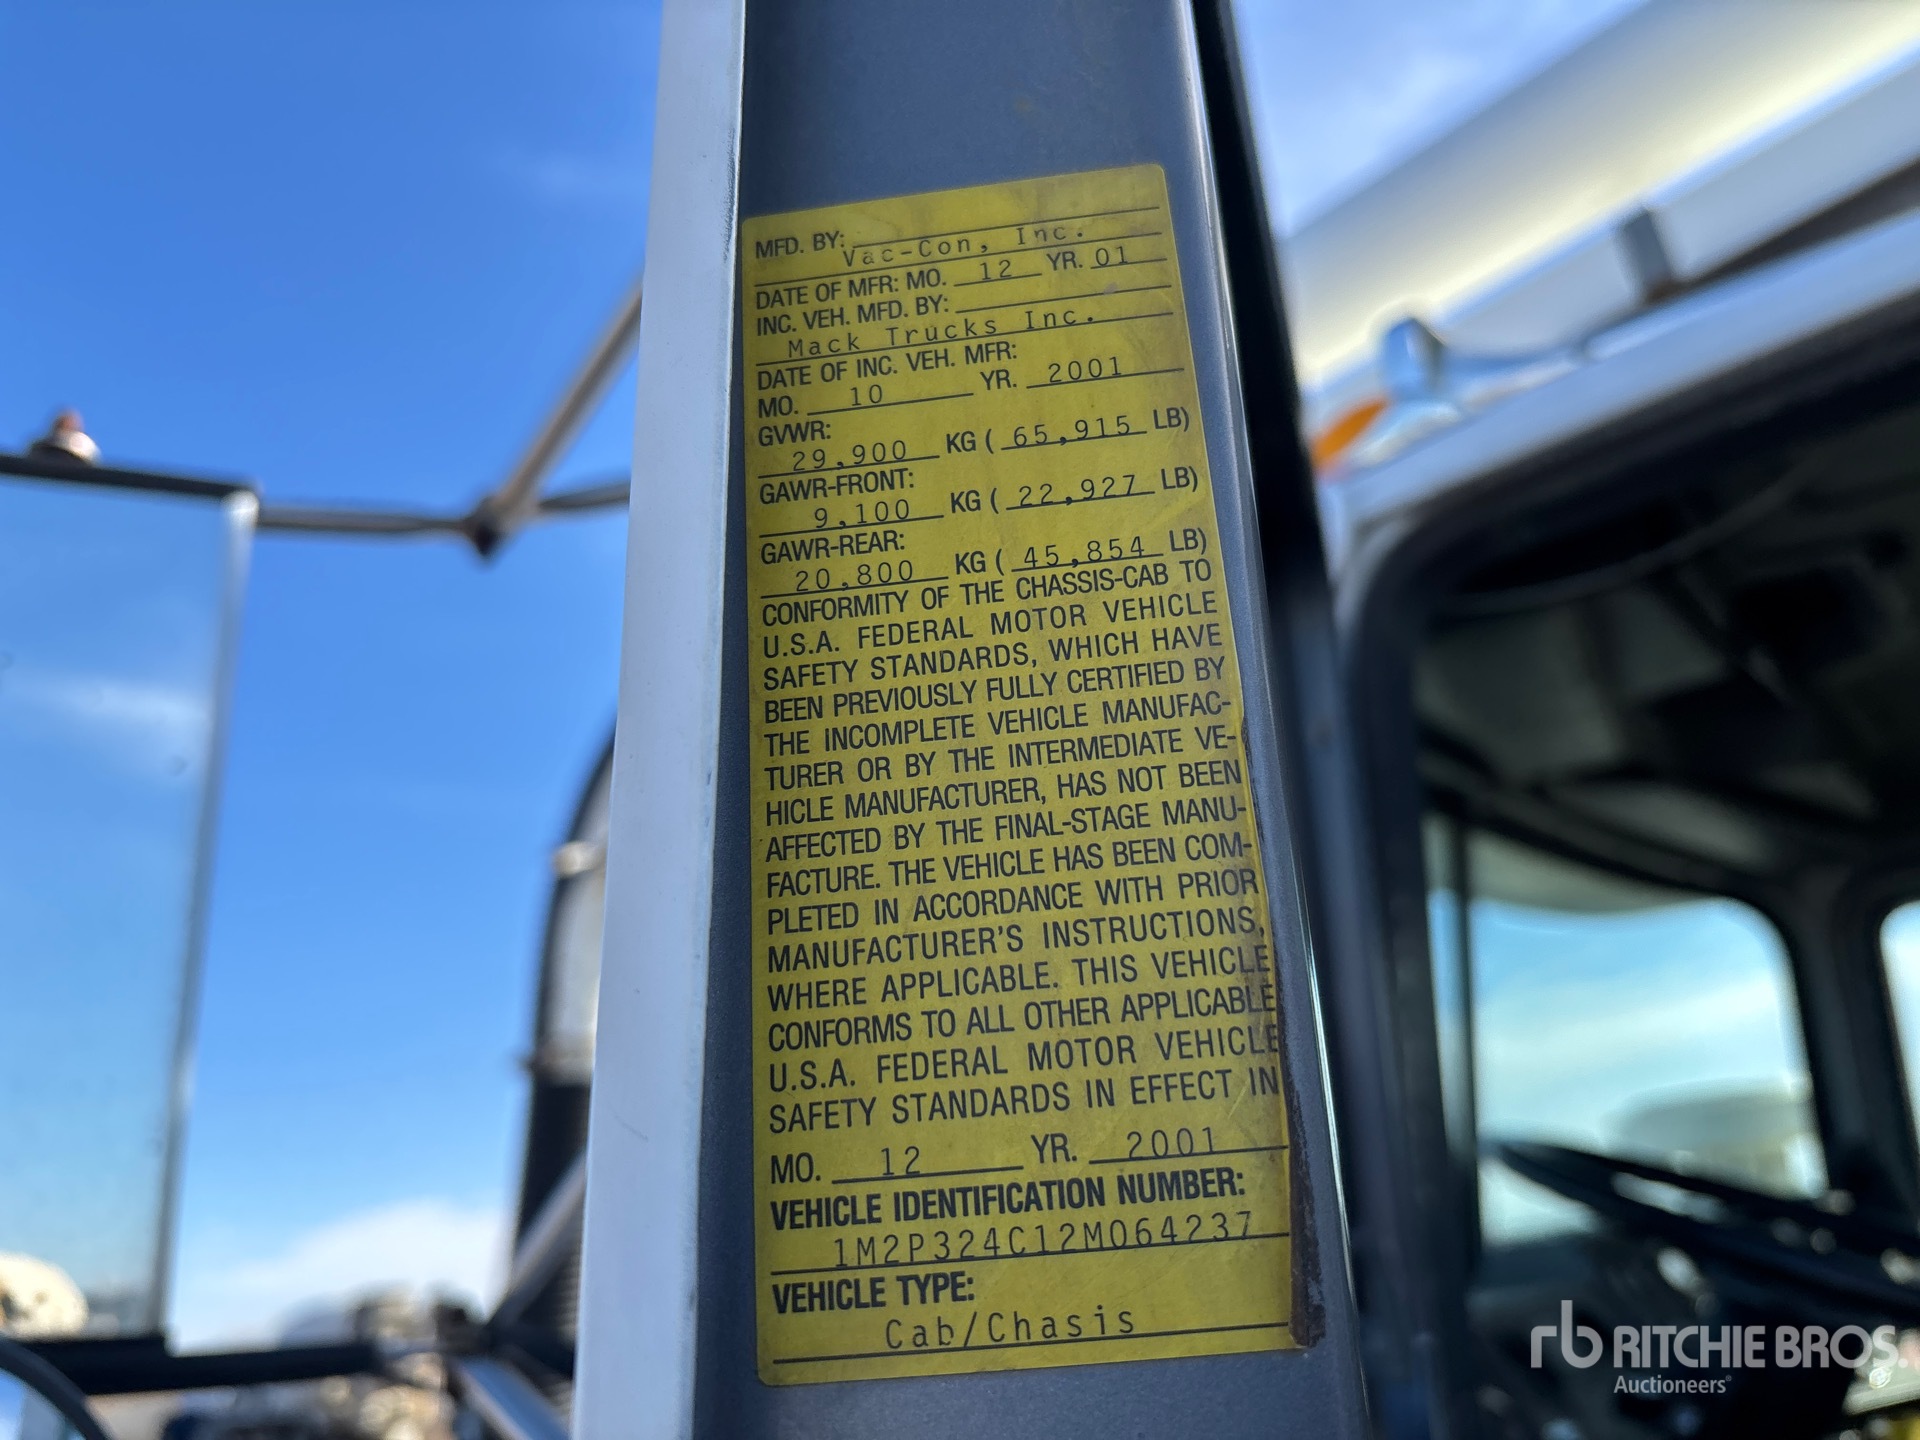 MFD. BY:
Vac-Con, Inc.
DATE OF MFR: MO. 12 YR. 01
INC. VEH. MFD. BY:
Mack Trucks Inc.
DATE OF INC. VEH. MFR:
MO. 10 YR. 2001
GVWR:
29,900 KG ( 65,915 LB)
GAWR-FRONT:
9,100 KG ( 22,927 LB)
GAWR-REAR:
20,800 KG ( 45,854 LB)
CONFORMITY OF THE CHASSIS-CAB TO
U.S.A. FEDERAL MOTOR VEHICLE
SAFETY STANDARDS, WHICH HAVE
BEEN PREVIOUSLY FULLY CERTIFIED BY
THE INCOMPLETE VEHICLE MANUFAC-
TURER OR BY THE INTERMEDIATE VE-
HICLE MANUFACTURER, HAS NOT BEEN
AFFECTED BY THE FINAL-STAGE MANU-
FACTURE. THE VEHICLE HAS BEEN COM-
PLETED IN ACCORDANCE WITH PRIOR
MANUFACTURER'S INSTRUCTIONS,
WHERE APPLICABLE. THIS VEHICLE
CONFORMS TO ALL OTHER APPLICABLE
U.S.A. FEDERAL MOTOR VEHICLE
SAFETY STANDARDS IN EFFECT IN
MO. 12 YR. 2001
VEHICLE IDENTIFICATION NUMBER:
1M2P324C12M064237
VEHICLE TYPE:
Cab/Chasis
rb RITCHIE BROS.
Auctioneers®